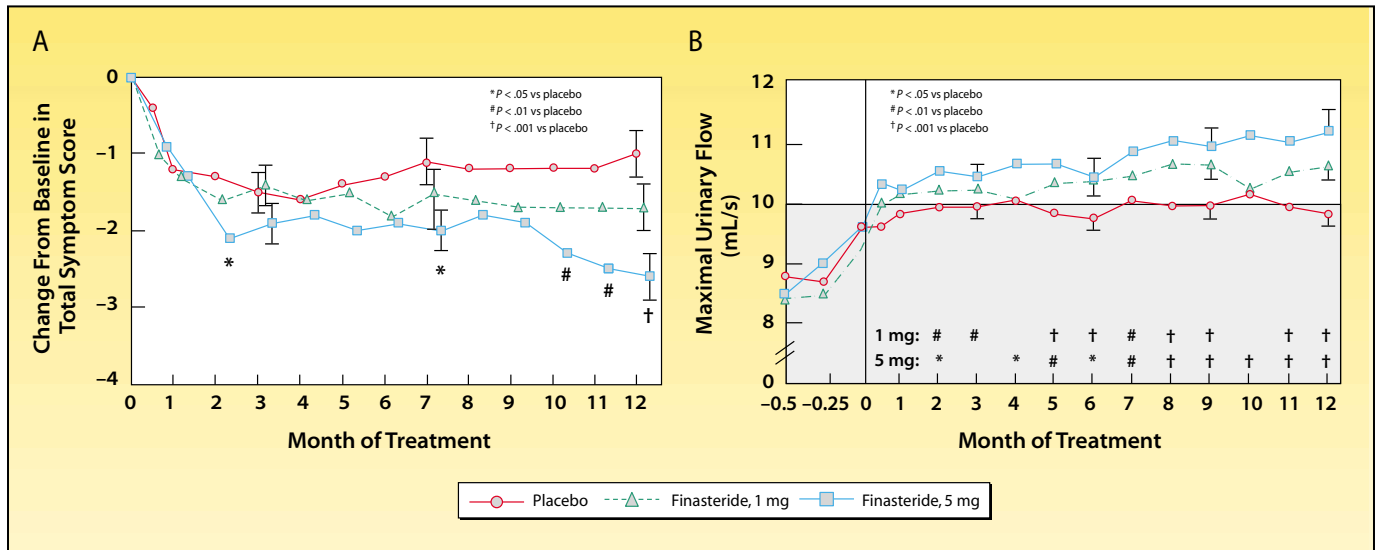 A
Change From Baseline in
Total Symptom Score
0
–1
–2
–3
–4
* P < .05 vs placebo
# P < .01 vs placebo
† P < .001 vs placebo
* * # # †
0 1 2 3 4 5 6 7 8 9 10 11 12
Month of Treatment
B
Maximal Urinary Flow
(mL/s)
12
11
10
9
8
0
* P < .05 vs placebo
# P < .01 vs placebo
† P < .001 vs placebo
1 mg: # # † † # † † † †
5 mg: * * # * # † † † † †
–0.5 –0.25 0 1 2 3 4 5 6 7 8 9 10 11 12
Month of Treatment
Placebo Finasteride, 1 mg Finasteride, 5 mg